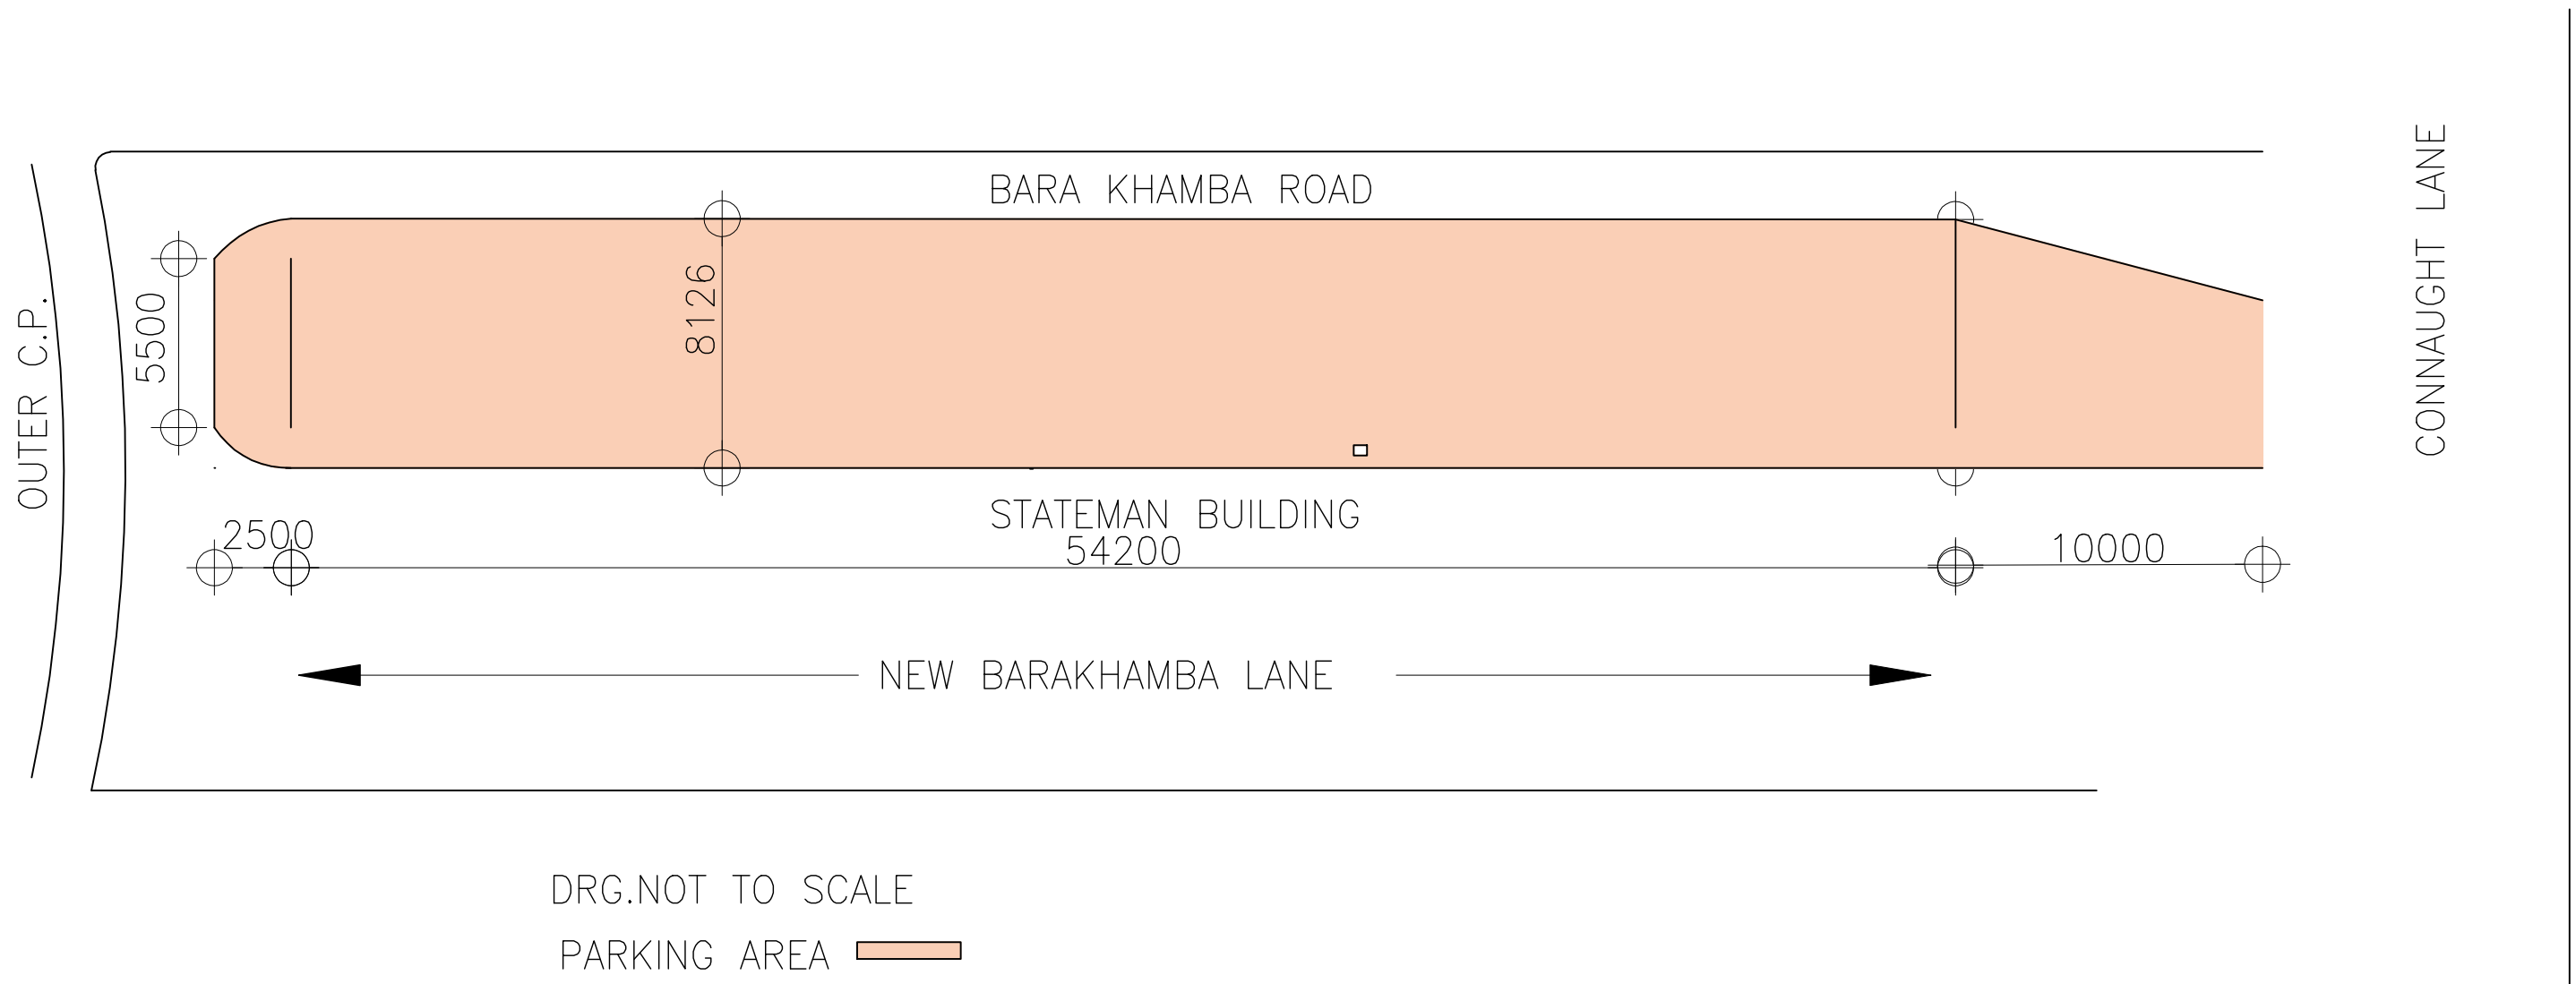 BARA KHAMBA ROAD
CONNAUGHT LANE
OUTER C.P.
5500
8126
STATEMAN BUILDING
2500
54200
10000
NEW BARAKHAMBA LANE
DRG.NOT TO SCALE
PARKING AREA